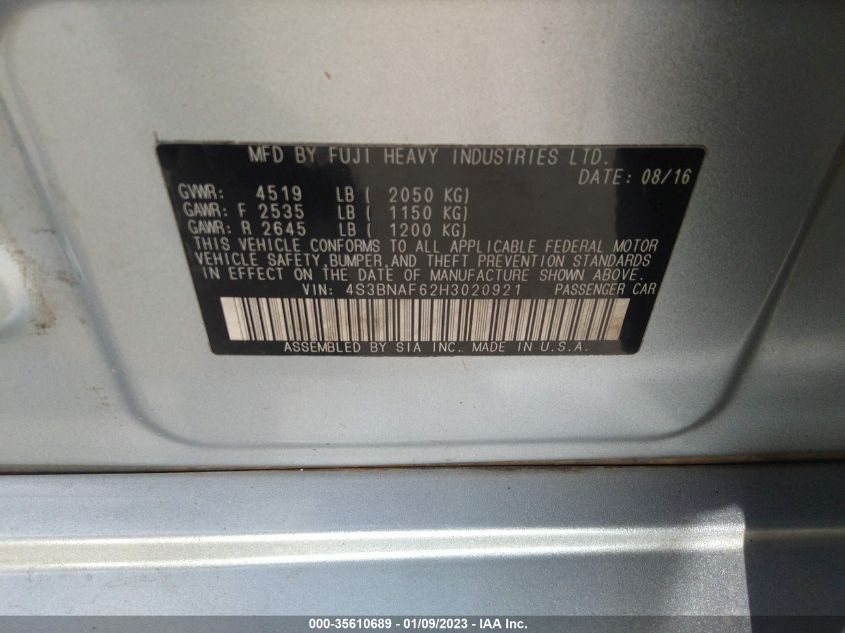 MFD BY FUJI HEAVY INDUSTRIES LTD.
DATE: 08/16
GVWR: 4519 LB ( 2050 KG)
GAWR: F 2535 LB ( 1150 KG)
GAWR: R 2645 LB ( 1200 KG)
THIS VEHICLE CONFORMS TO ALL APPLICABLE FEDERAL MOTOR
VEHICLE SAFETY,BUMPER,AND THEFT PREVENTION STANDARDS
IN EFFECT ON THE DATE OF MANUFACTURE SHOWN ABOVE.
VIN: 4S3BNAF62H3020921 PASSENGER CAR
ASSEMBLED BY SIA INC. MADE IN U.S.A.
000-35610689 - 01/09/2023 - IAA Inc.